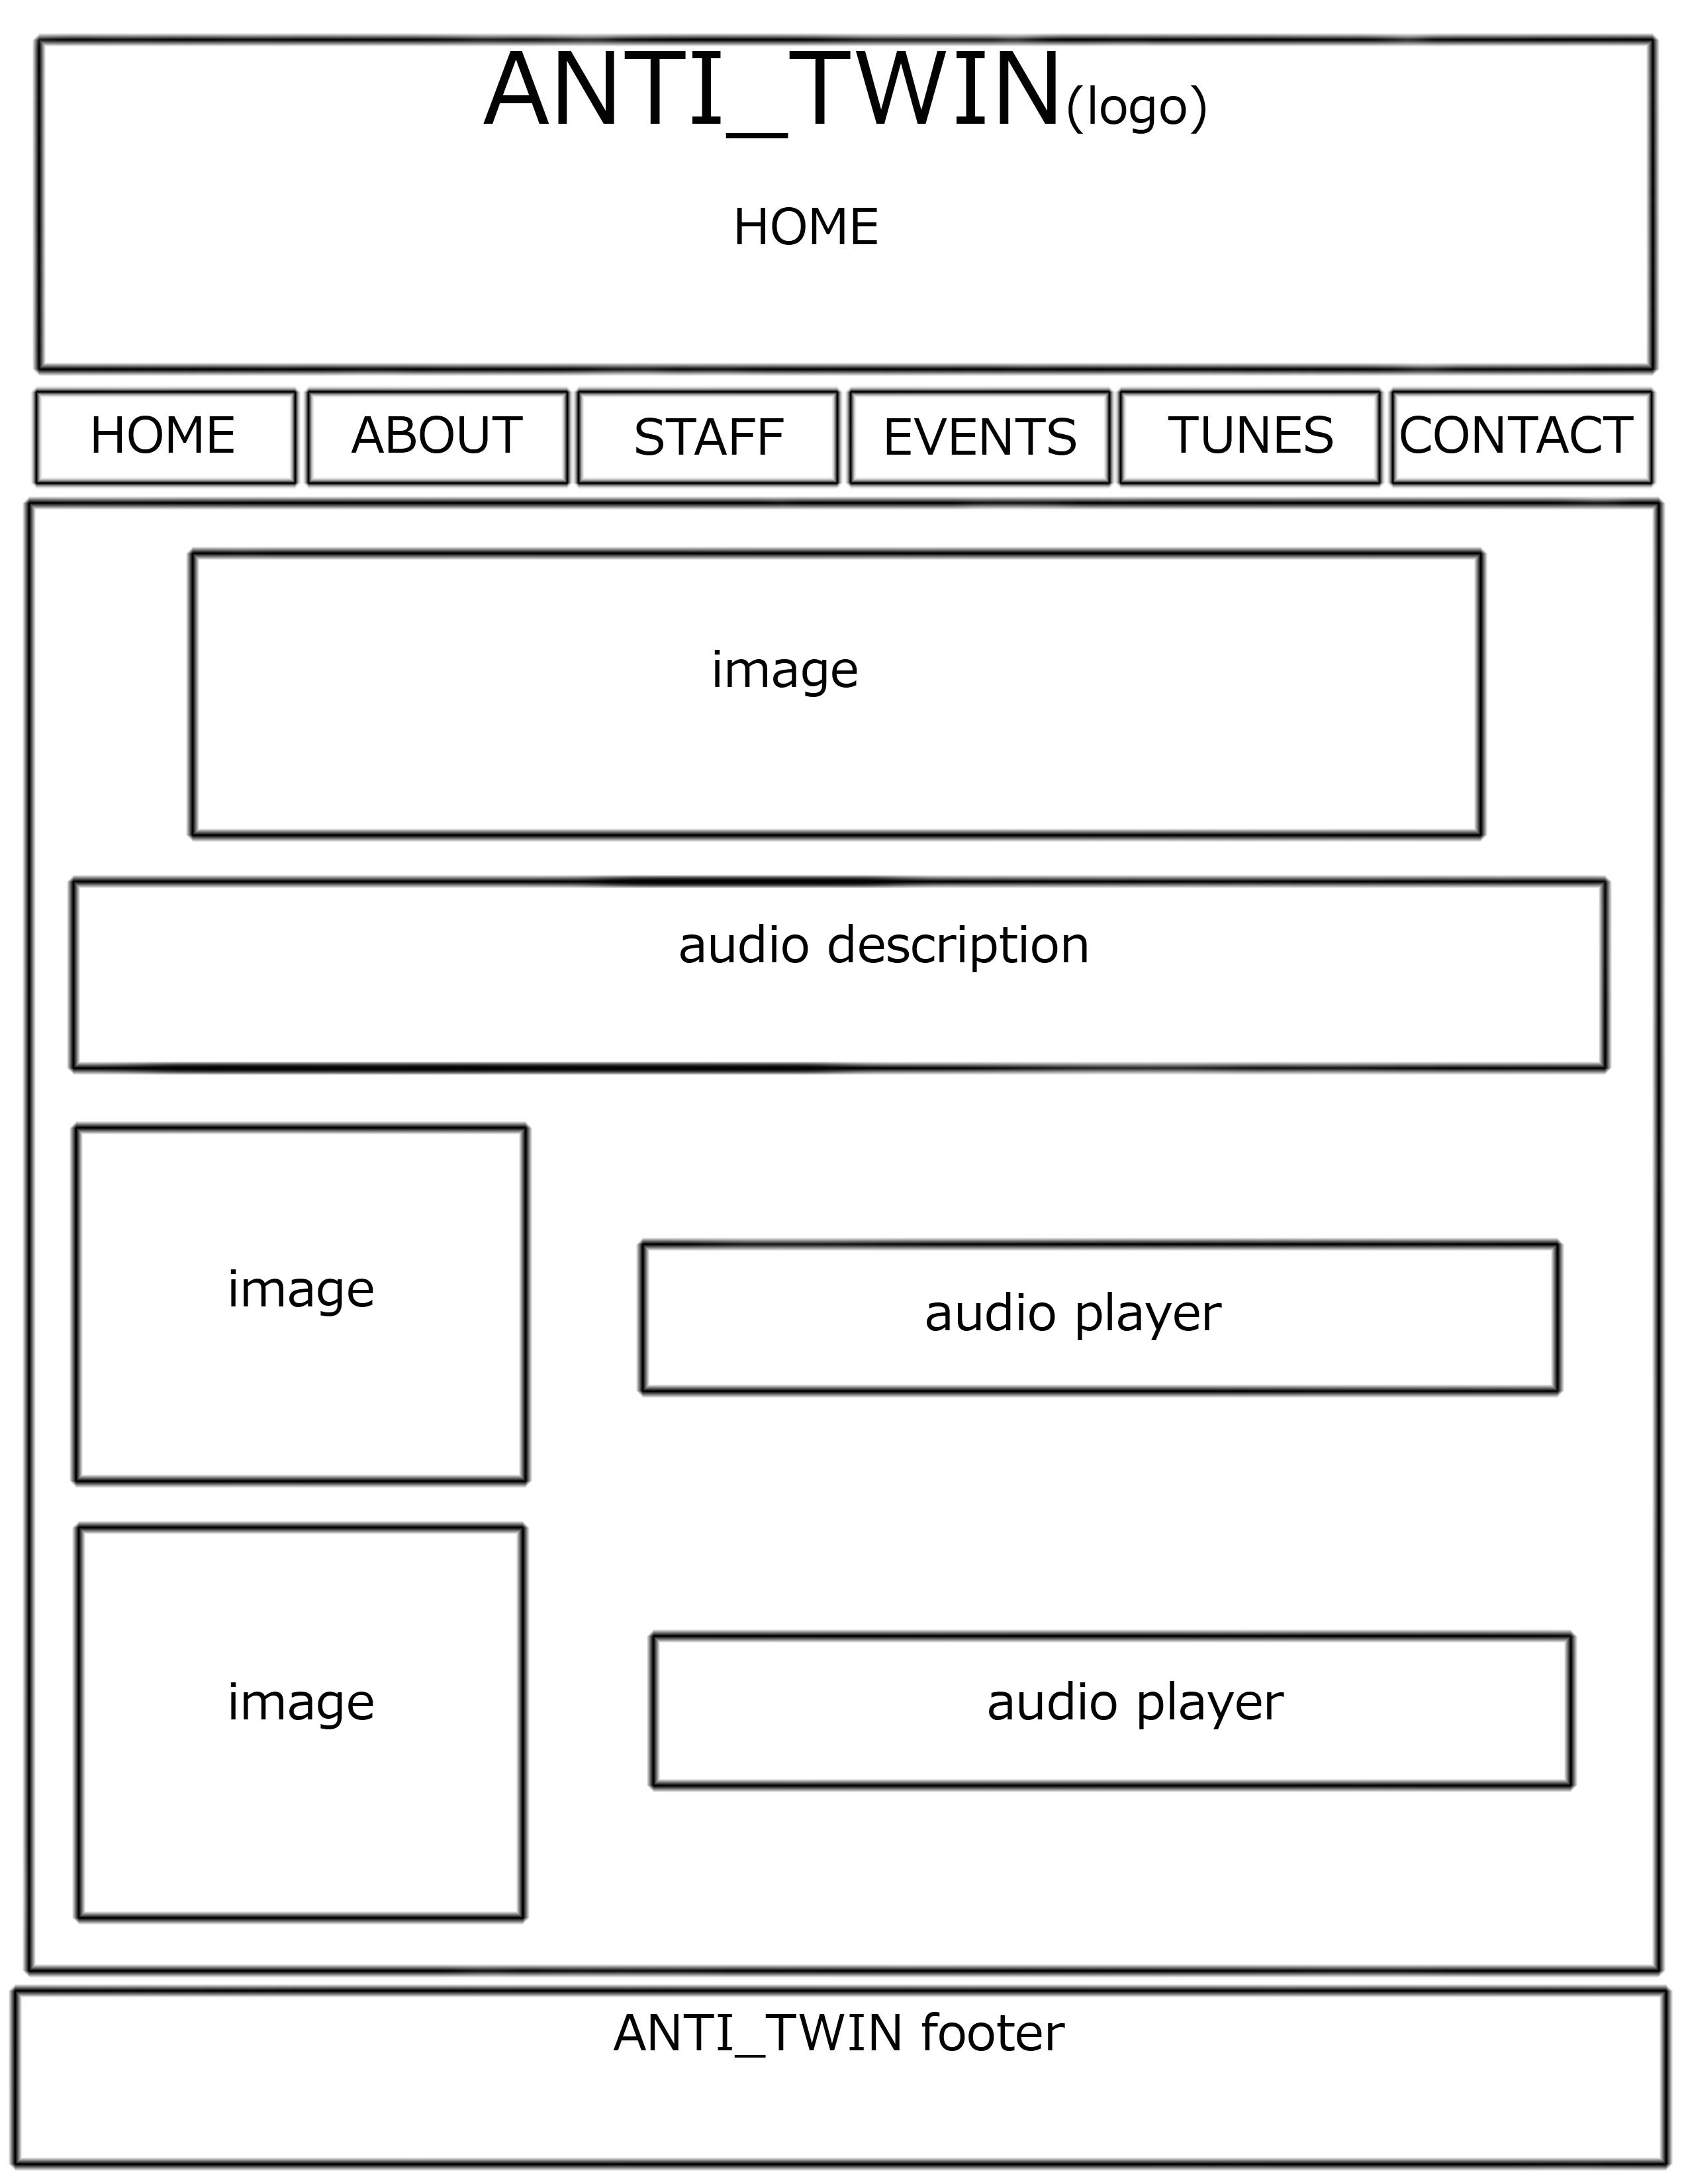 ANTI_TWIN(logo)
HOME
HOME ABOUT STAFF EVENTS TUNES CONTACT
image
audio description
image
audio player
image
audio player
ANTI_TWIN footer